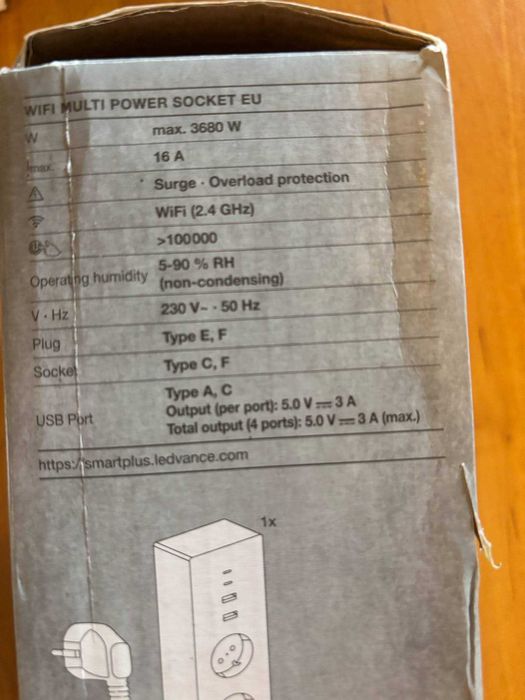 WIFI MULTI POWER SOCKET EU
W max. 3680 W
Imax. 16 A
Surge · Overload protection
WiFi (2.4 GHz)
>100000
Operating humidity 5-90 % RH
(non-condensing)
V · Hz 230 V~ · 50 Hz
Plug Type E, F
Socket Type C, F
USB Port Type A, C
Output (per port): 5.0 V⎓3 A
Total output (4 ports): 5.0 V⎓3 A (max.)
https://smartplus.ledvance.com
1x